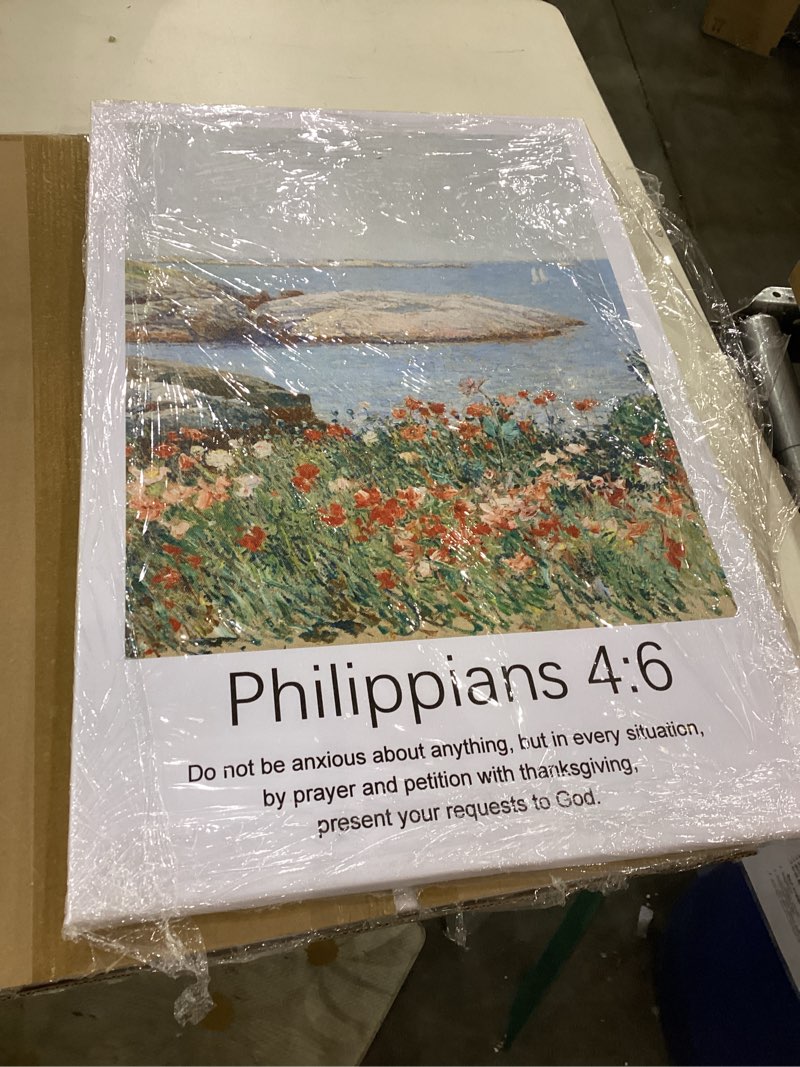 Philippians 4:6
Do not be anxious about anything, but in every situation,
by prayer and petition with thanksgiving,
present your requests to God.